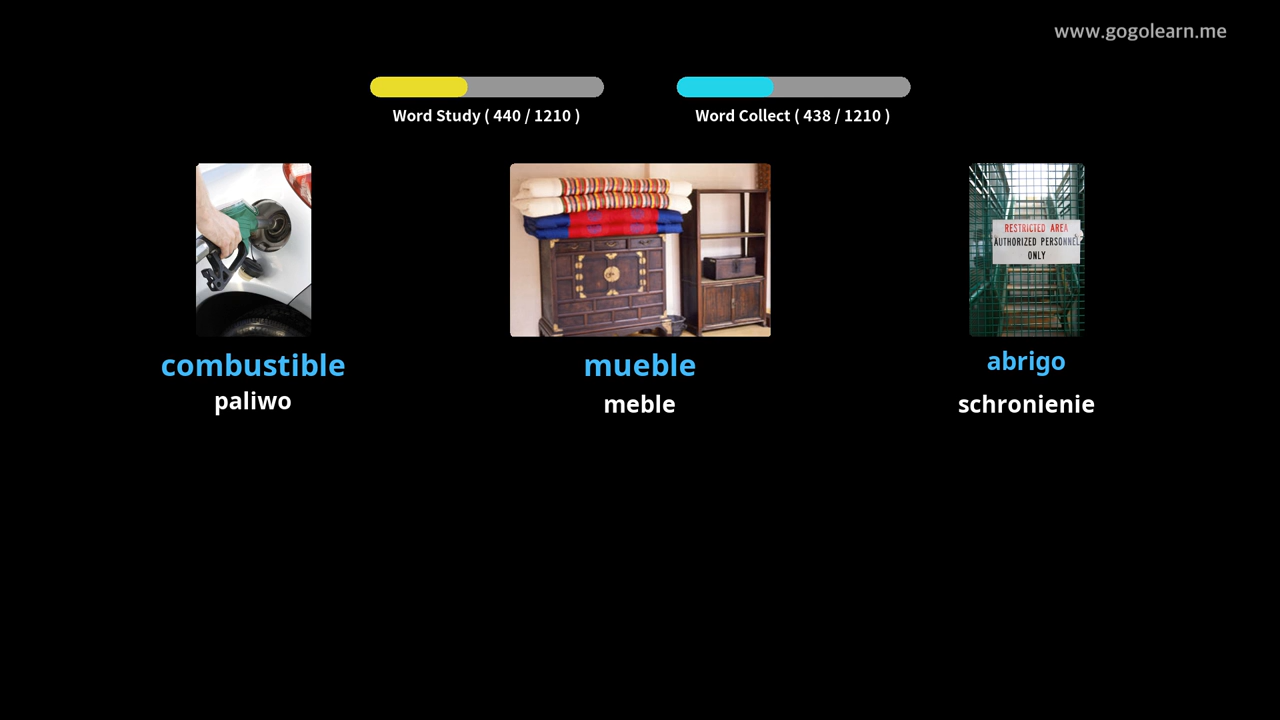 www.gogolearn.me
Word Study ( 440 / 1210 )
Word Collect ( 438 / 1210 )
RESTRICTED AREA
AUTHORIZED PERSONNEL
ONLY
combustible
mueble
abrigo
paliwo
meble
schronienie